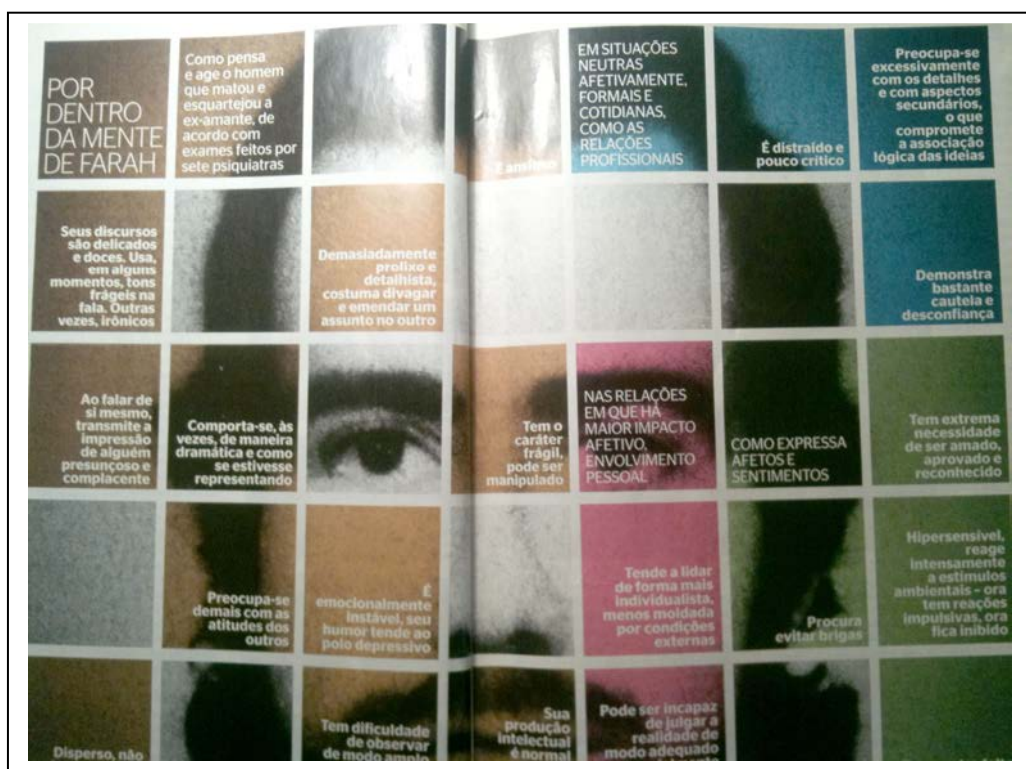 POR
DENTRO
DA MENTE
DE FARAH
Como pensa
e age o homem
que matou e
esquartejou a
ex-amante, de
acordo com
exames feitos por
sete psiquiatras
É ansioso
EM SITUAÇÕES
NEUTRAS
AFETIVAMENTE,
FORMAIS E
COTIDIANAS,
COMO AS
RELAÇÕES
PROFISSIONAIS
É distraído e
pouco crítico
Preocupa-se
excessivamente
com os detalhes
e com aspectos
secundários,
o que
compromete
a associação
lógica das ideias
Seus discursos
são delicados
e doces. Usa,
em alguns
momentos, tons
frágeis na
fala. Outras
vezes, irônicos
Demasiadamente
prolixo e
detalhista,
costuma divagar
e emendar um
assunto no outro
Demonstra
bastante
cautela e
desconfiança
Ao falar de
si mesmo,
transmite a
impressão
de alguém
presunçoso e
complacente
Comporta-se, às
vezes, de maneira
dramática e como
se estivesse
representando
Tem o
caráter
frágil,
pode ser
manipulado
NAS RELAÇÕES
EM QUE HÁ
MAIOR IMPACTO
AFETIVO,
ENVOLVIMENTO
PESSOAL
COMO EXPRESSA
AFETOS E
SENTIMENTOS
Tem extrema
necessidade
de ser amado,
aprovado e
reconhecido
Preocupa-se
demais com as
atitudes dos
outros
É
emocionalmente
instável, seu
humor tende ao
polo depressivo
Tende a lidar
de forma mais
individualista,
menos moldada
por condições
externas
Procura
evitar brigas
Hipersensível,
reage
intensamente
a estímulos
ambientais - ora
tem reações
impulsivas, ora
fica inibido
Disperso, não
Tem dificuldade
de observar
de modo amplo
Sua
produção
intelectual
é normal
Pode ser incapaz
de julgar a
realidade de
modo adequado